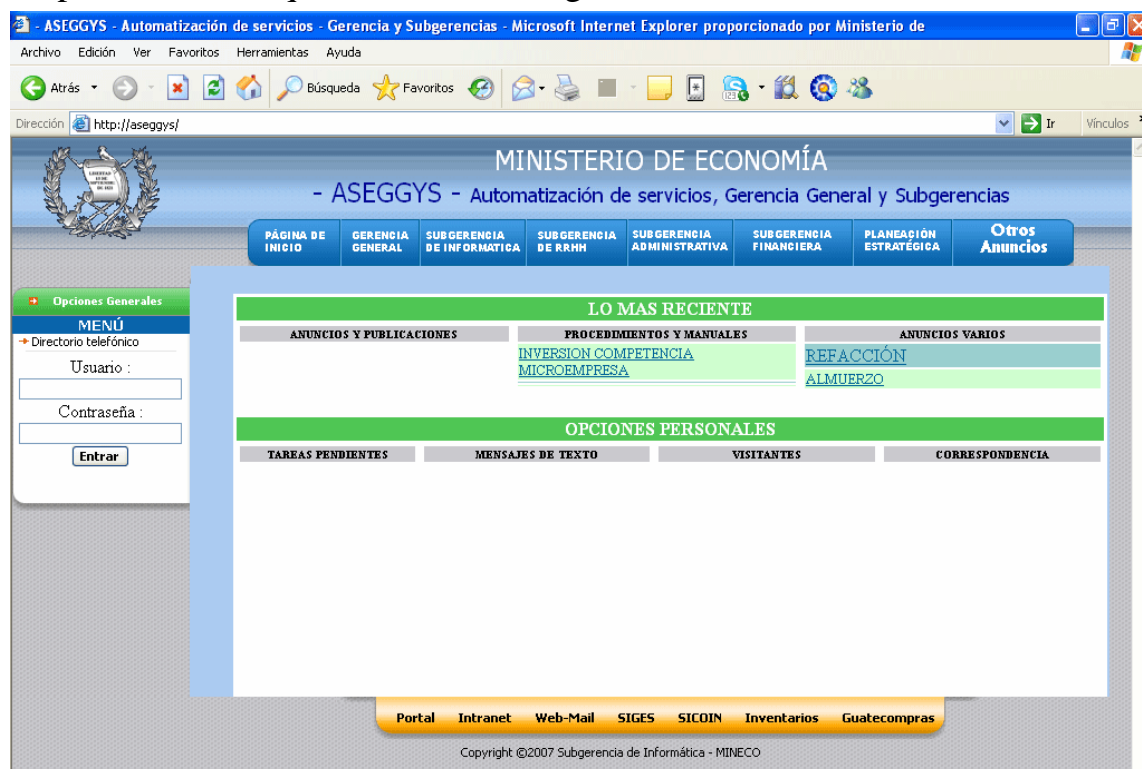 - ASEGGYS - Automatización de servicios - Gerencia y Subgerencias - Microsoft Internet Explorer proporcionado por Ministerio de
Archivo Edición Ver Favoritos Herramientas Ayuda
Atrás Búsqueda Favoritos
Dirección http://aseggys/ Ir Vínculos
MINISTERIO DE ECONOMÍA
- ASEGGYS - Automatización de servicios, Gerencia General y Subgerencias
PÁGINA DE INICIO
GERENCIA GENERAL
SUBGERENCIA DE INFORMATICA
SUBGERENCIA DE RRHH
SUBGERENCIA ADMINISTRATIVA
SUBGERENCIA FINANCIERA
PLANEACIÓN ESTRATÉGICA
Otros Anuncios
Opciones Generales
MENÚ
Directorio telefónico
Usuario :
Contraseña :
Entrar
LO MAS RECIENTE
ANUNCIOS Y PUBLICACIONES PROCEDIMIENTOS Y MANUALES ANUNCIOS VARIOS
INVERSION COMPETENCIA
MICROEMPRESA
REFACCIÓN
ALMUERZO
OPCIONES PERSONALES
TAREAS PENDIENTES MENSAJES DE TEXTO VISITANTES CORRESPONDENCIA
Portal Intranet Web-Mail SIGES SICOIN Inventarios Guatecompras
Copyright ©2007 Subgerencia de Informática - MINECO